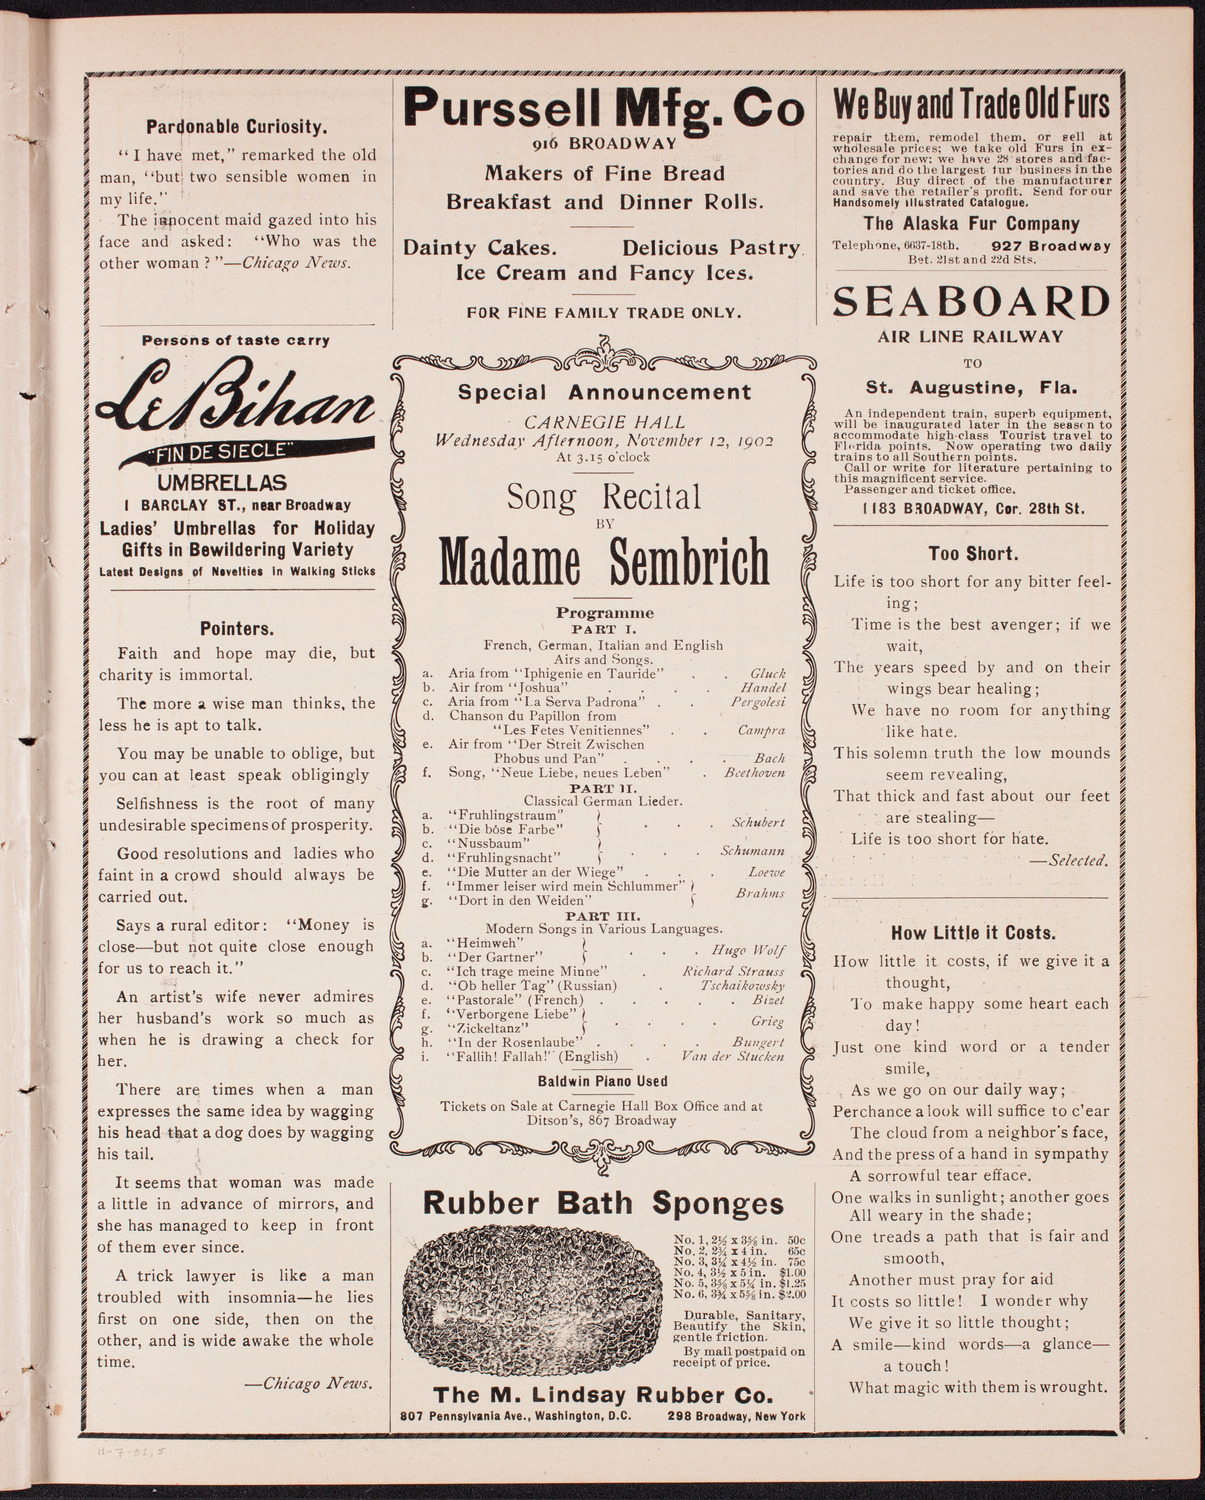 Pardonable Curiosity.
“I have met,” remarked the old
man, “but two sensible women in
my life.”
The innocent maid gazed into his
face and asked: “Who was the
other woman?”—Chicago News.
Persons of taste carry
Le Bihan
"FIN DE SIECLE"
UMBRELLAS
1 BARCLAY ST., near Broadway
Ladies' Umbrellas for Holiday
Gifts in Bewildering Variety
Latest Designs of Novelties in Walking Sticks
Pointers.
Faith and hope may die, but
charity is immortal.
The more a wise man thinks, the
less he is apt to talk.
You may be unable to oblige, but
you can at least speak obligingly
Selfishness is the root of many
undesirable specimens of prosperity.
Good resolutions and ladies who
faint in a crowd should always be
carried out.
Says a rural editor: “Money is
close—but not quite close enough
for us to reach it.”
An artist's wife never admires
her husband's work so much as
when he is drawing a check for
her.
There are times when a man
expresses the same idea by wagging
his head that a dog does by wagging
his tail.
It seems that woman was made
a little in advance of mirrors, and
she has managed to keep in front
of them ever since.
A trick lawyer is like a man
troubled with insomnia—he lies
first on one side, then on the
other, and is wide awake the whole
time.
—Chicago News.
Purssell Mfg. Co
916 BROADWAY
Makers of Fine Bread
Breakfast and Dinner Rolls.
Dainty Cakes. Delicious Pastry.
Ice Cream and Fancy Ices.
FOR FINE FAMILY TRADE ONLY.
Special Announcement
CARNEGIE HALL
Wednesday Afternoon, November 12, 1902
At 3.15 o'clock
Song Recital
BY
Madame Sembrich
Programme
PART I.
French, German, Italian and English
Airs and Songs.
a. Aria from “Iphigenie en Tauride” . . Gluck
b. Air from “Joshua” . . . . Handel
c. Aria from “La Serva Padrona” . . Pergolesi
d. Chanson du Papillon from
“Les Fetes Venitiennes” . . Campra
e. Air from “Der Streit Zwischen
Phobus und Pan” . . . . Bach
f. Song, “Neue Liebe, neues Leben” . Beethoven
PART II.
Classical German Lieder.
a. “Fruhlingstraum”
b. “Die böse Farbe” . . . Schubert
c. “Nussbaum”
d. “Fruhlingsnacht” . . . Schumann
e. “Die Mutter an der Wiege” . . . Loewe
f. “Immer leiser wird mein Schlummer”
g. “Dort in den Weiden” Brahms
PART III.
Modern Songs in Various Languages.
a. “Heimweh”
b. “Der Gartner” . . . Hugo Wolf
c. “Ich trage meine Minne” . Richard Strauss
d. “Ob heller Tag” (Russian) . Tschaikowsky
e. “Pastorale” (French) . . . . . Bizet
f. “Verborgene Liebe”
g. “Zickeltanz” . . . . Grieg
h. “In der Rosenlaube” . . . . Bungert
i. “Fallih! Fallah!” (English) . Van der Stucken
Baldwin Piano Used
Tickets on Sale at Carnegie Hall Box Office and at
Ditson's, 867 Broadway
Rubber Bath Sponges
No. 1, 2½ x 3⅝ in. 50c
No. 2, 2¾ x 4 in. 65c
No. 3, 3¼ x 4½ in. 75c
No. 4, 3½ x 5 in. $1.00
No. 5, 3⅝ x 5¼ in. $1.25
No. 6, 3¾ x 5⅝ in. $2.00
Durable, Sanitary,
Beautify the Skin,
gentle friction.
By mail postpaid on
receipt of price.
The M. Lindsay Rubber Co.
807 Pennsylvania Ave., Washington, D.C. 298 Broadway, New York
We Buy and Trade Old Furs
repair them, remodel them, or sell at
wholesale prices; we take old Furs in ex-
change for new; we have 28 stores and fac-
tories and do the largest fur business in the
country. Buy direct of the manufacturer
and save the retailer's profit. Send for our
Handsomely illustrated Catalogue.
The Alaska Fur Company
Telephone, 6637-18th. 927 Broadway
Bet. 21st and 22d Sts.
SEABOARD
AIR LINE RAILWAY
TO
St. Augustine, Fla.
An independent train, superb equipment,
will be inaugurated later in the season to
accommodate high-class Tourist travel to
Florida points. Now operating two daily
trains to all Southern points.
Call or write for literature pertaining to
this magnificent service.
Passenger and ticket office,
1183 BROADWAY, Cor. 28th St.
Too Short.
Life is too short for any bitter feel-
ing;
Time is the best avenger; if we
wait,
The years speed by and on their
wings bear healing;
We have no room for anything
like hate.
This solemn truth the low mounds
seem revealing,
That thick and fast about our feet
are stealing—
Life is too short for hate.
—Selected.
How Little it Costs.
How little it costs, if we give it a
thought,
To make happy some heart each
day!
Just one kind word or a tender
smile,
As we go on our daily way;
Perchance a look will suffice to c'ear
The cloud from a neighbor's face,
And the press of a hand in sympathy
A sorrowful tear efface.
One walks in sunlight; another goes
All weary in the shade;
One treads a path that is fair and
smooth,
Another must pray for aid
It costs so little! I wonder why
We give it so little thought;
A smile—kind words—a glance—
a touch!
What magic with them is wrought.
11-7-02, 5